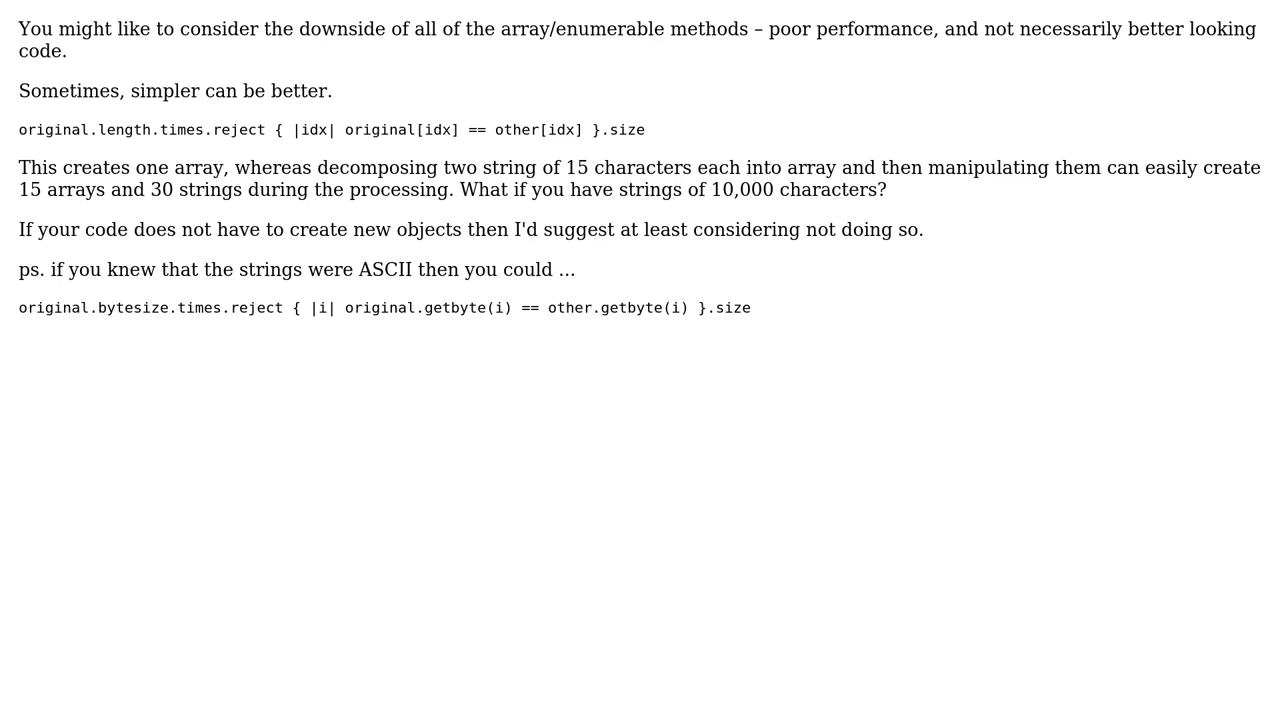 You might like to consider the downside of all of the array/enumerable methods – poor performance, and not necessarily better looking
code.
Sometimes, simpler can be better.
original.length.times.reject { |idx| original[idx] == other[idx] }.size
This creates one array, whereas decomposing two string of 15 characters each into array and then manipulating them can easily create
15 arrays and 30 strings during the processing. What if you have strings of 10,000 characters?
If your code does not have to create new objects then I'd suggest at least considering not doing so.
ps. if you knew that the strings were ASCII then you could ...
original.bytesize.times.reject { |i| original.getbyte(i) == other.getbyte(i) }.size